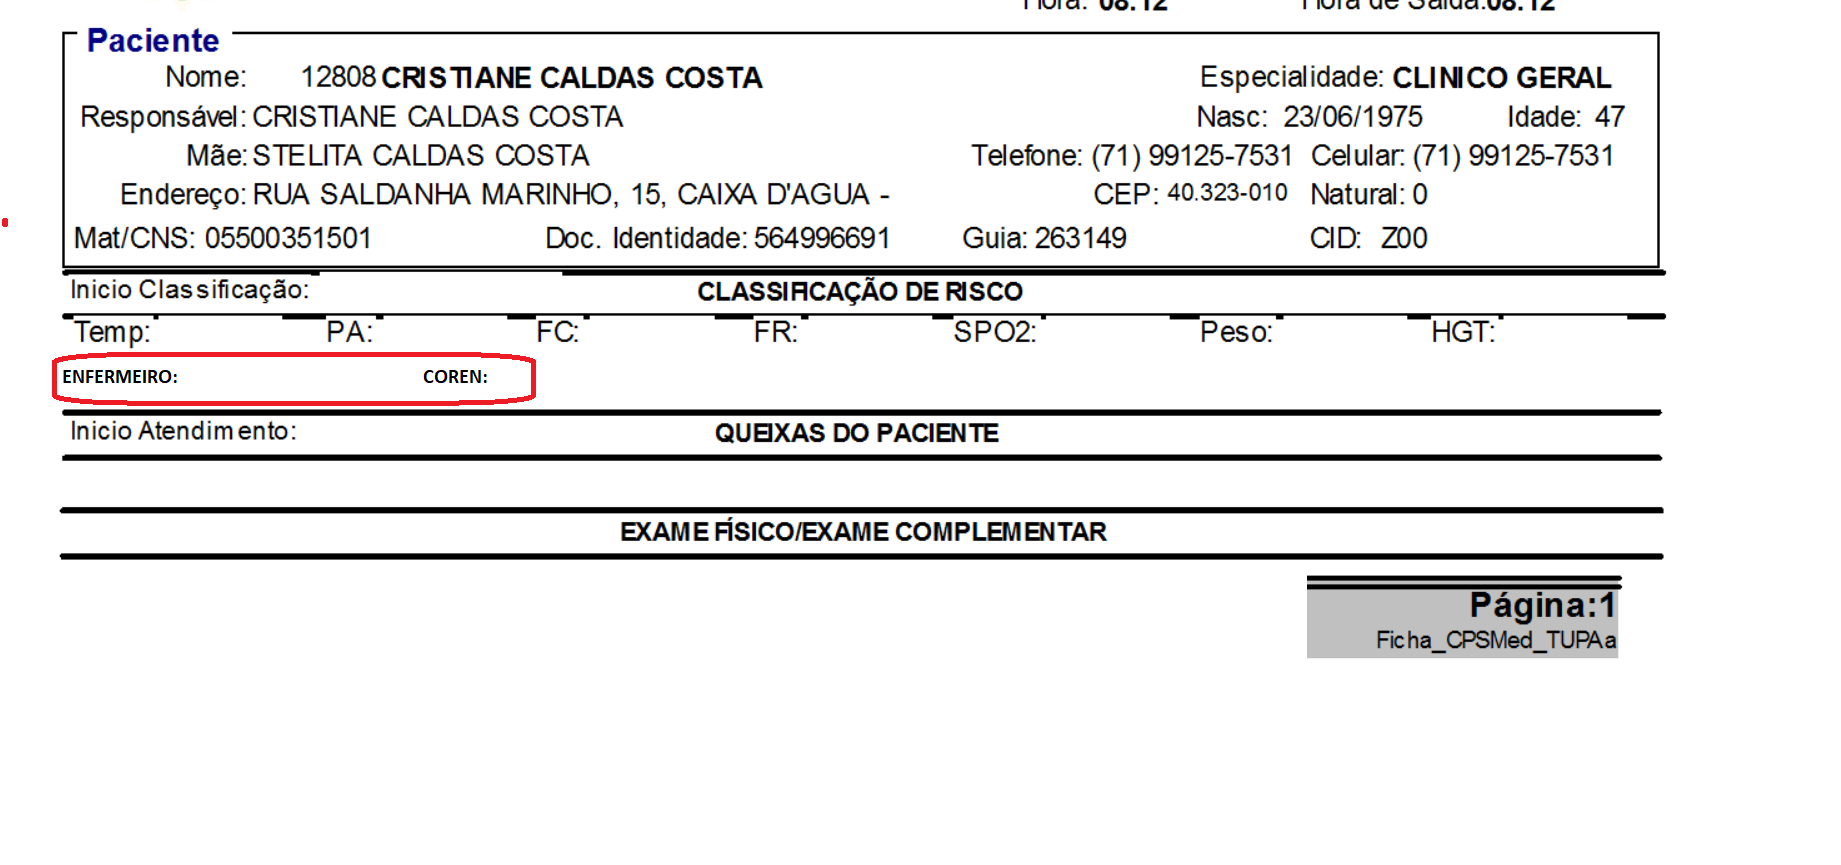 Hora: 08:12 Hora de Saída:08:12
Paciente
Nome: 12808 CRISTIANE CALDAS COSTA Especialidade: CLINICO GERAL
Responsável: CRISTIANE CALDAS COSTA Nasc: 23/06/1975 Idade: 47
Mãe: STELITA CALDAS COSTA Telefone: (71) 99125-7531 Celular: (71) 99125-7531
Endereço: RUA SALDANHA MARINHO, 15, CAIXA D'AGUA - CEP: 40.323-010 Natural: 0
Mat/CNS: 05500351501 Doc. Identidade: 564996691 Guia: 263149 CID: Z00
Inicio Classificação: CLASSIFICAÇÃO DE RISCO
Temp: PA: FC: FR: SPO2: Peso: HGT:
ENFERMEIRO: COREN:
Inicio Atendimento: QUEIXAS DO PACIENTE
EXAME FÍSICO/EXAME COMPLEMENTAR
Página:1
Ficha_CPSMed_TUPAa